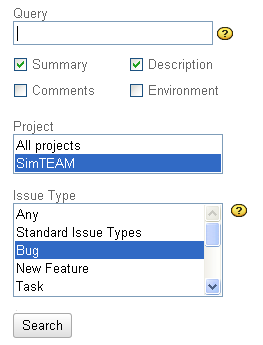 Query
?
Summary Description
Comments Environment
Project
All projects
SimTEAM
Issue Type
?
Any
Standard Issue Types
Bug
New Feature
Task
Search